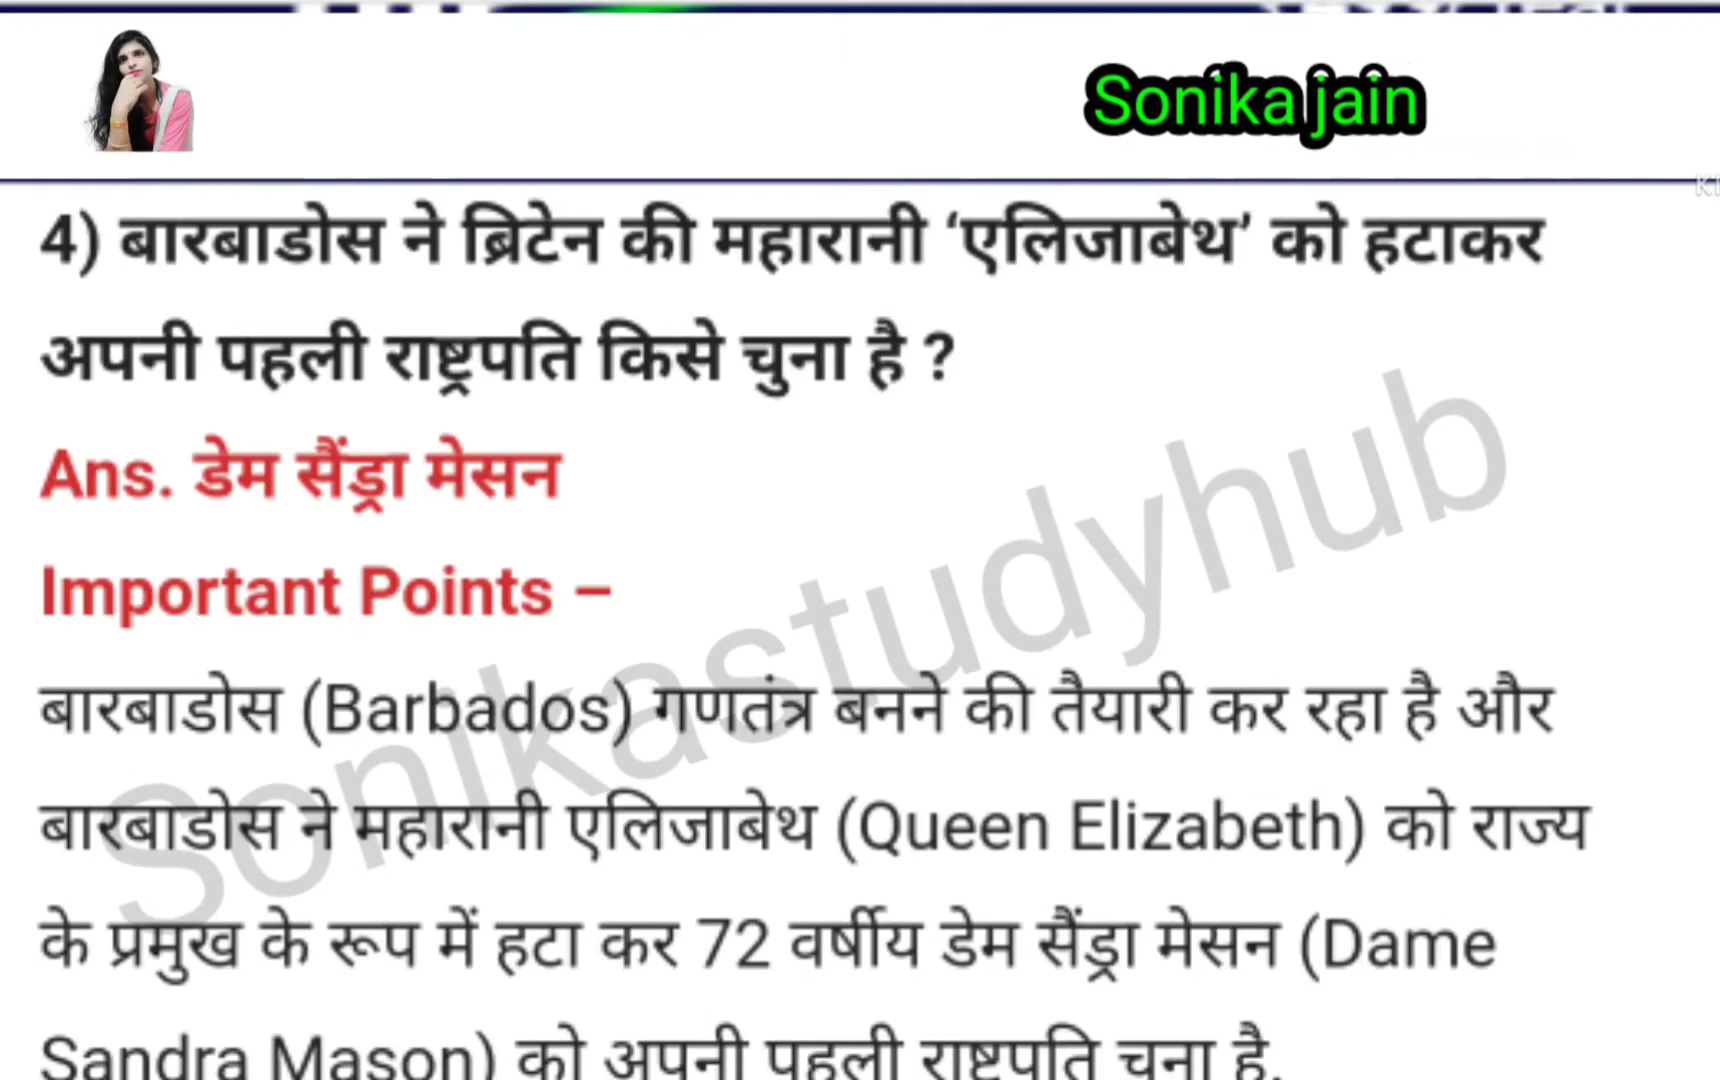 Sonika jain
4) बारबाडोस ने ब्रिटेन की महारानी ‘एलिजाबेथ’ को हटाकर
अपनी पहली राष्ट्रपति किसे चुना है ?
Ans. डेम सैंड्रा मेसन
Important Points –
बारबाडोस (Barbados) गणतंत्र बनने की तैयारी कर रहा है और
बारबाडोस ने महारानी एलिजाबेथ (Queen Elizabeth) को राज्य
के प्रमुख के रूप में हटा कर 72 वर्षीय डेम सैंड्रा मेसन (Dame
Sandra Mason) को अपनी पहली राष्ट्रपति चुना है.
Sonikastudyhub